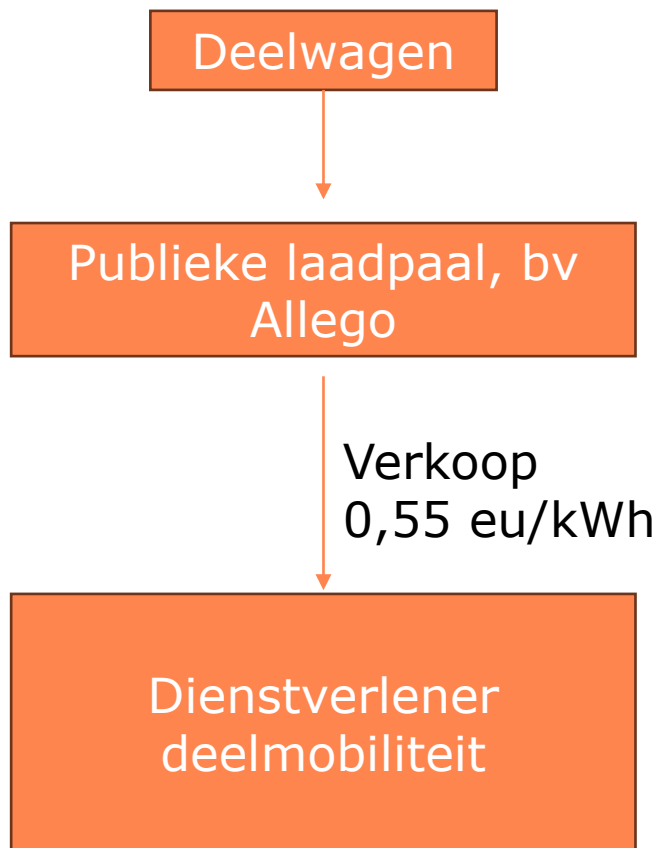 Deelwagen
Publieke laadpaal, bv
Allego
Verkoop
0,55 eu/kWh
Dienstverlener
deelmobiliteit